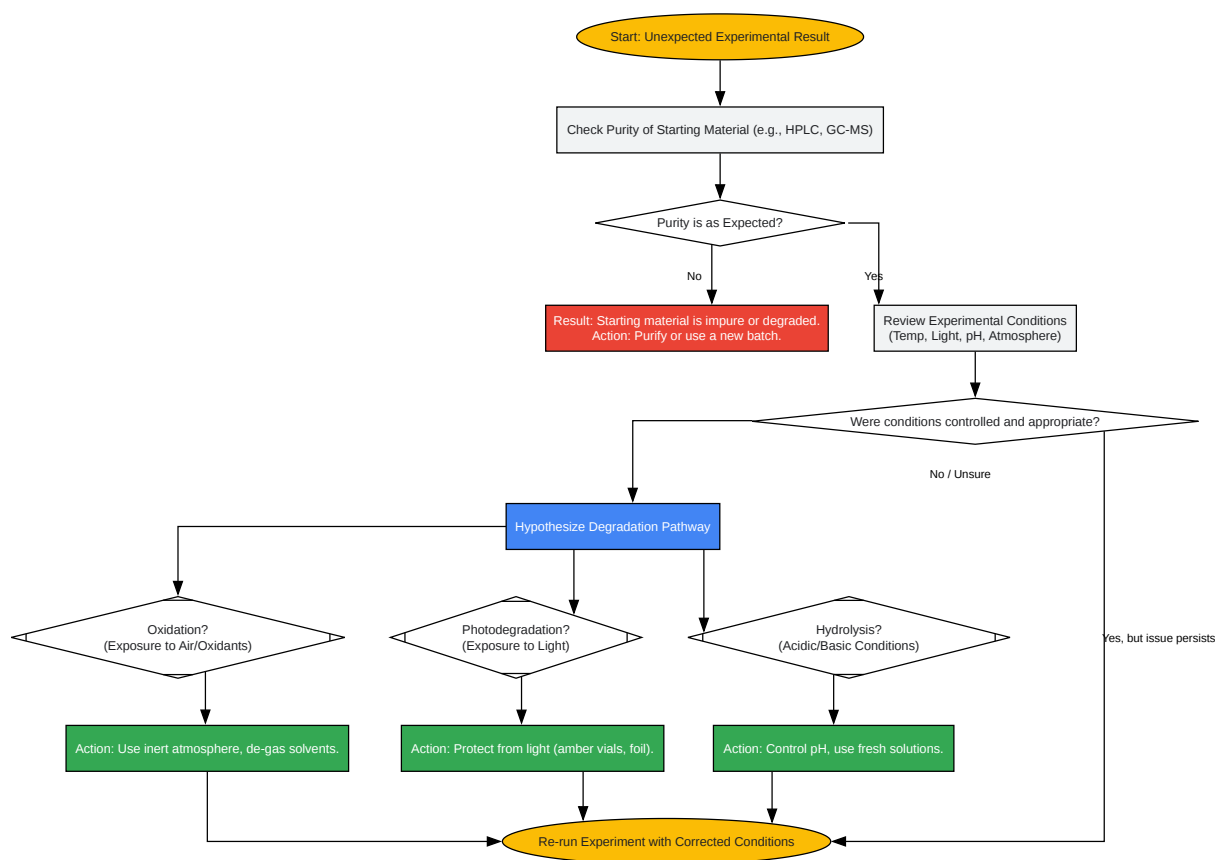 Start: Unexpected Experimental Result
Check Purity of Starting Material (e.g., HPLC, GC-MS)
Purity is as Expected?
No
Yes
Result: Starting material is impure or degraded.
Action: Purify or use a new batch.
Review Experimental Conditions
(Temp, Light, pH, Atmosphere)
Were conditions controlled and appropriate?
No / Unsure
Hypothesize Degradation Pathway
Oxidation?
(Exposure to Air/Oxidants)
Photodegradation?
(Exposure to Light)
Hydrolysis?
(Acidic/Basic Conditions)
Yes, but issue persists
Action: Use inert atmosphere, de-gas solvents.
Action: Protect from light (amber vials, foil).
Action: Control pH, use fresh solutions.
Re-run Experiment with Corrected Conditions